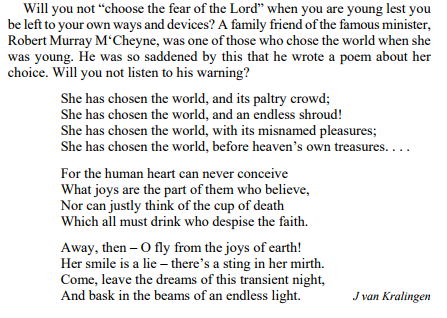 Will you not “choose the fear of the Lord” when you are young lest you
be left to your own ways and devices? A family friend of the famous minister,
Robert Murray M‘Cheyne, was one of those who chose the world when she
was young. He was so saddened by this that he wrote a poem about her
choice. Will you not listen to his warning?
She has chosen the world, and its paltry crowd;
She has chosen the world, and an endless shroud!
She has chosen the world, with its misnamed pleasures;
She has chosen the world, before heaven’s own treasures. . . .
For the human heart can never conceive
What joys are the part of them who believe,
Nor can justly think of the cup of death
Which all must drink who despise the faith.
Away, then – O fly from the joys of earth!
Her smile is a lie – there’s a sting in her mirth.
Come, leave the dreams of this transient night,
And bask in the beams of an endless light. J van Kralingen